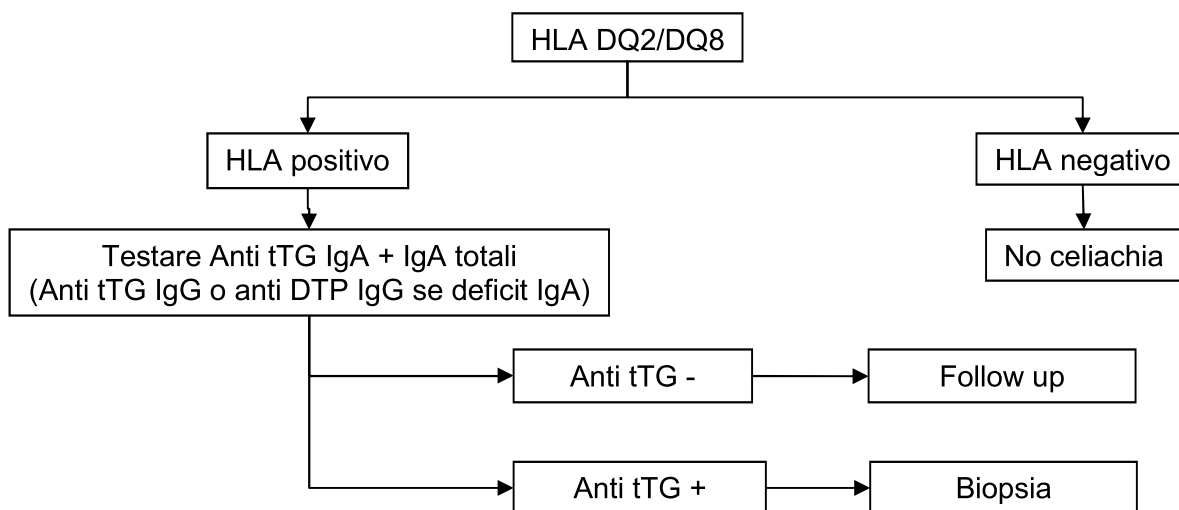 HLA DQ2/DQ8
HLA positivo
HLA negativo
Testare Anti tTG IgA + IgA totali
(Anti tTG IgG o anti DTP IgG se deficit IgA)
No celiachia
Anti tTG -
Follow up
Anti tTG +
Biopsia